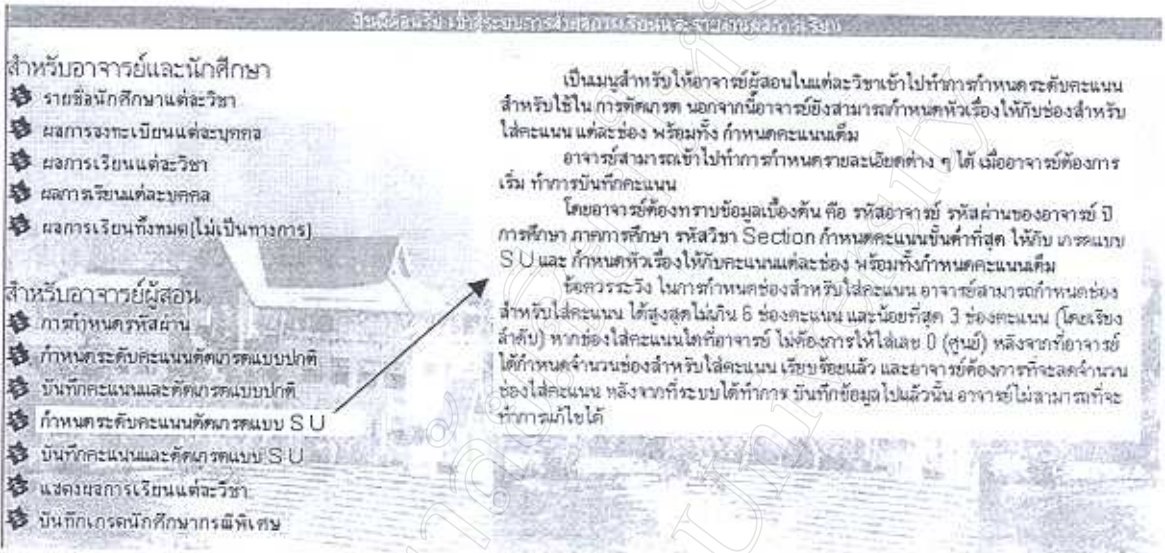 ยินดีต้อนรับ เข้าสู่ระบบการส่งผลการเรียนและรายงานผลการเรียน
สำหรับอาจารย์และนักศึกษา
รายชื่อนักศึกษาแต่ละวิชา
ผลการลงทะเบียนแต่ละบุคคล
ผลการเรียนแต่ละวิชา
ผลการเรียนแต่ละบุคคล
ผลการเรียนทั้งหมด(ไม่เป็นทางการ)
สำหรับอาจารย์ผู้สอน
การกำหนดรหัสผ่าน
กำหนดระดับคะแนนตัดเกรดแบบปกติ
บันทึกคะแนนและตัดเกรดแบบปกติ
กำหนดระดับคะแนนตัดเกรดแบบ S U
บันทึกคะแนนและตัดเกรดแบบ S U
แสดงผลการเรียนแต่ละวิชา
บันทึกเกรดนักศึกษากรณีพิเศษ
เป็นเมนูสำหรับให้อาจารย์ผู้สอนในแต่ละวิชาเข้าไปทำการกำหนดระดับคะแนน
สำหรับใช้ใน การตัดเกรด นอกจากนี้อาจารย์ยังสามารถกำหนดหัวเรื่องให้กับช่องสำหรับ
ใส่คะแนน แต่ละช่อง พร้อมทั้ง กำหนดคะแนนเต็ม
อาจารย์สามารถเข้าไปทำการกำหนดรายละเอียดต่าง ๆ ได้ เมื่ออาจารย์ต้องการ
เริ่ม ทำการบันทึกคะแนน
โดยอาจารย์ต้องทราบข้อมูลเบื้องต้น คือ รหัสอาจารย์ รหัสผ่านของอาจารย์ ปี
การศึกษา ภาคการศึกษา รหัสวิชา Section กำหนดคะแนนขั้นต่ำที่สุด ให้กับ เกรดแบบ
S U และ กำหนดหัวเรื่องให้กับคะแนนแต่ละช่อง พร้อมทั้งกำหนดคะแนนเต็ม
ข้อควรระวัง ในการกำหนดช่องสำหรับใส่คะแนน อาจารย์สามารถกำหนดช่อง
สำหรับใส่คะแนน ได้สูงสุดไม่เกิน 6 ช่องคะแนน และน้อยที่สุด 3 ช่องคะแนน (โดยเรียง
ลำดับ) หากช่องใส่คะแนนใดที่อาจารย์ ไม่ต้องการให้ใส่เลข 0 (ศูนย์) หลังจากที่อาจารย์
ได้กำหนดจำนวนช่องสำหรับใส่คะแนน เรียบร้อยแล้ว และอาจารย์ต้องการที่จะลดจำนวน
ช่องใส่คะแนน หลังจากที่ระบบได้ทำการ บันทึกข้อมูลไปแล้วนั้น อาจารย์ไม่สามารถที่จะ
ทำการแก้ไขได้